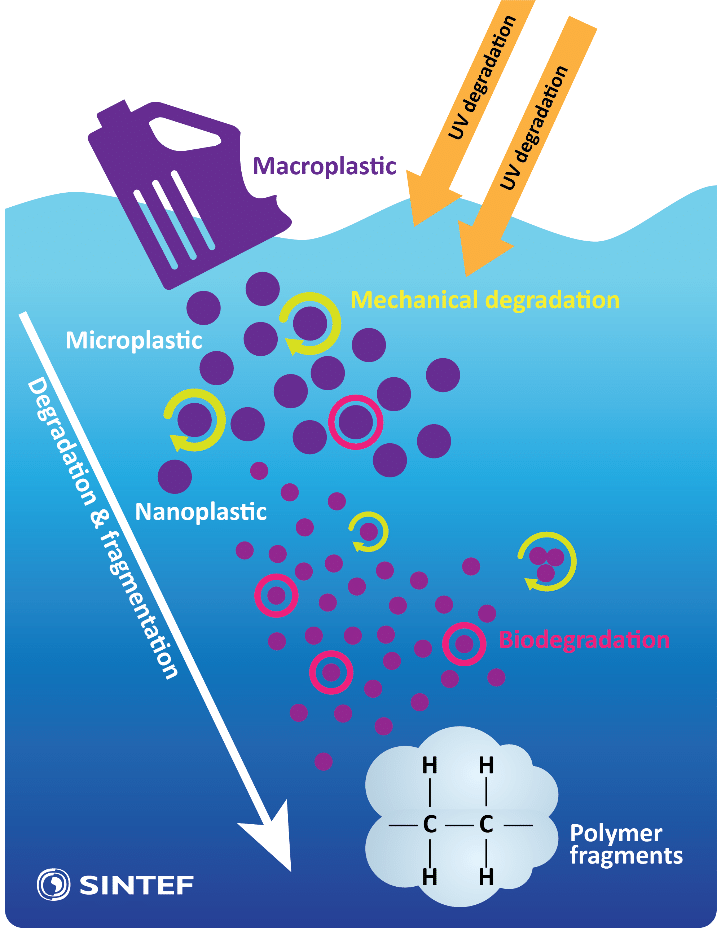 UV degradation
UV degradation
Macroplastic
Mechanical degradation
Microplastic
Degradation & fragmentation
Nanoplastic
Biodegradation
H H
C C
H H
Polymer
fragments
SINTEF